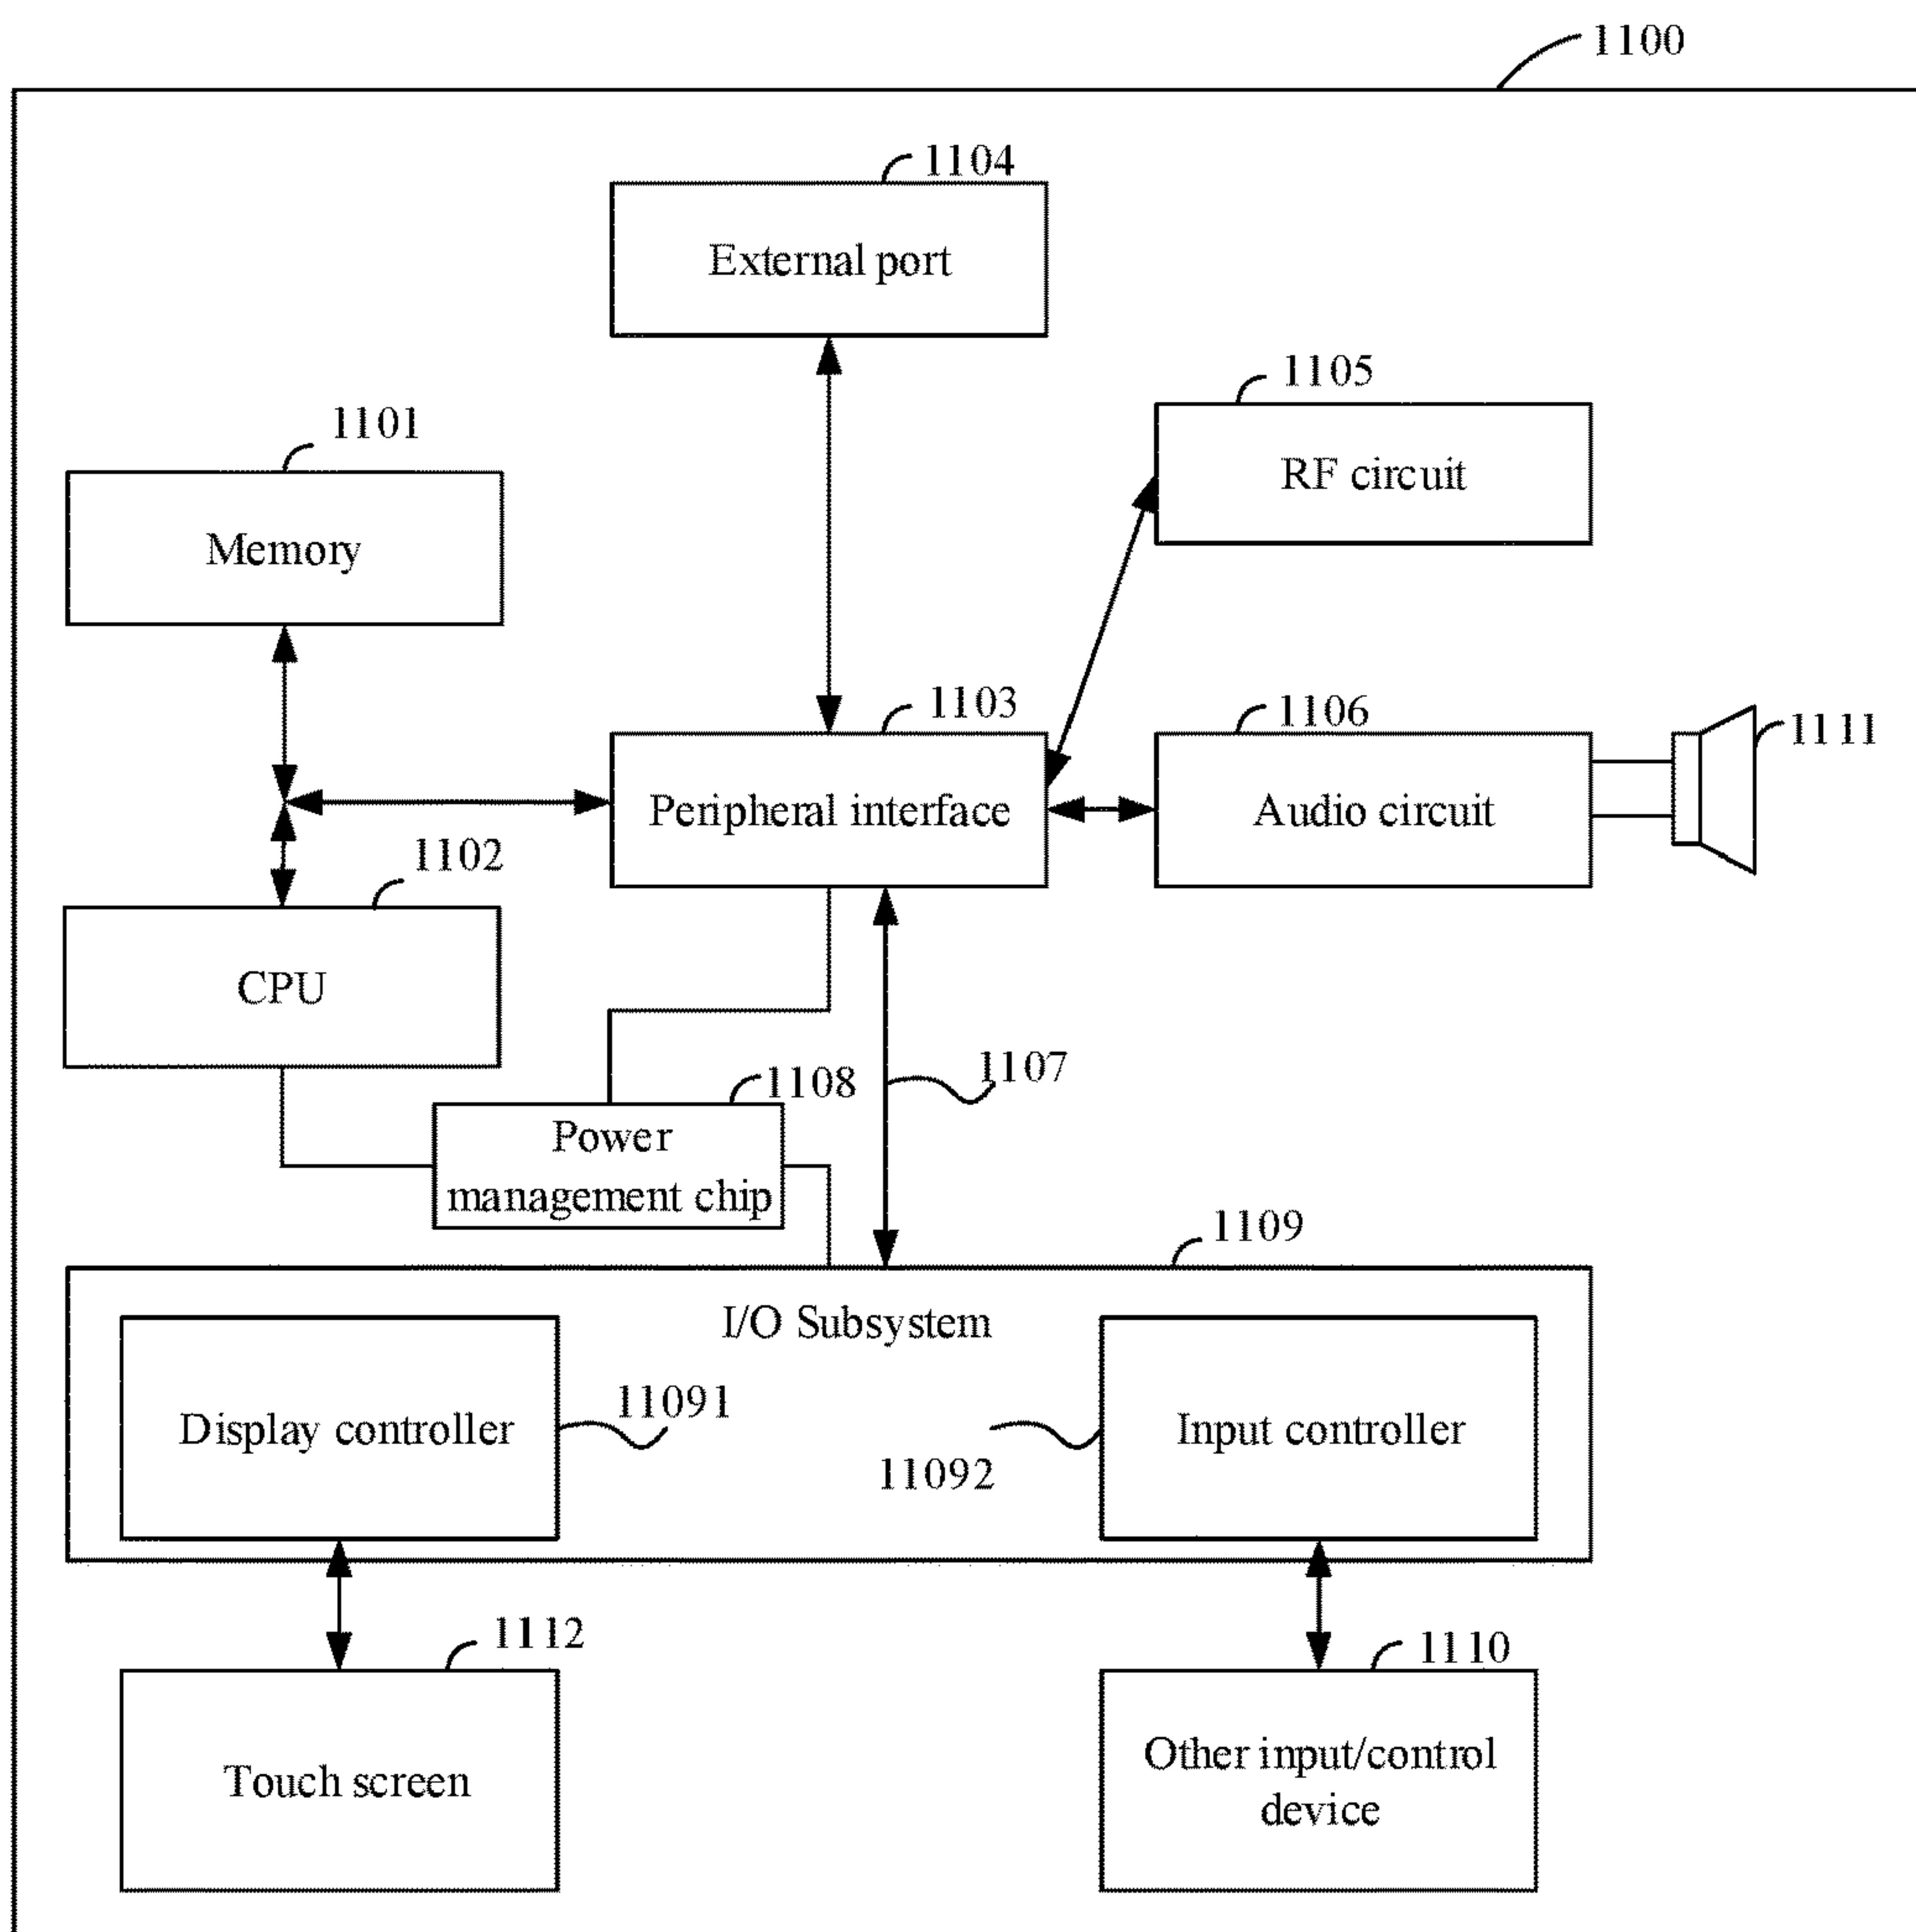 1100
1104
External port
1105
RF circuit
1101
Memory
1103
Peripheral interface
1106
Audio circuit
1111
1102
CPU
1107
1108
Power
management chip
1109
I/O Subsystem
Display controller
11091
11092
Input controller
1112
Touch screen
1110
Other input/control
device